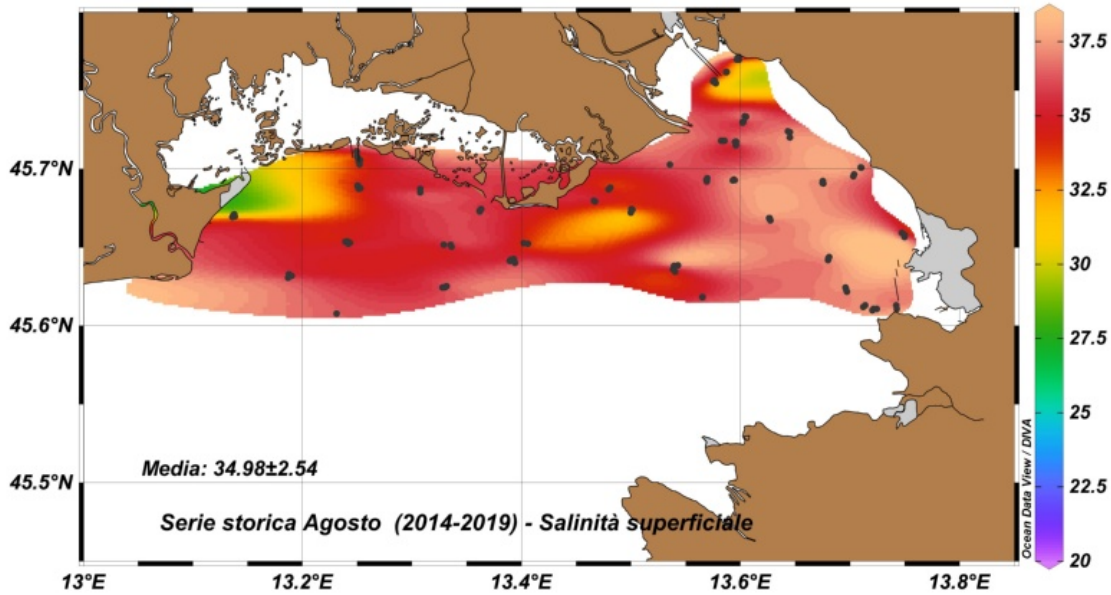 37.5
35
32.5
30
27.5
25
22.5
20
45.7°N
45.6°N
45.5°N
Media: 34.98±2.54
Serie storica Agosto (2014-2019) - Salinità superficiale
Ocean Data View / DIVA
13°E
13.2°E
13.4°E
13.6°E
13.8°E